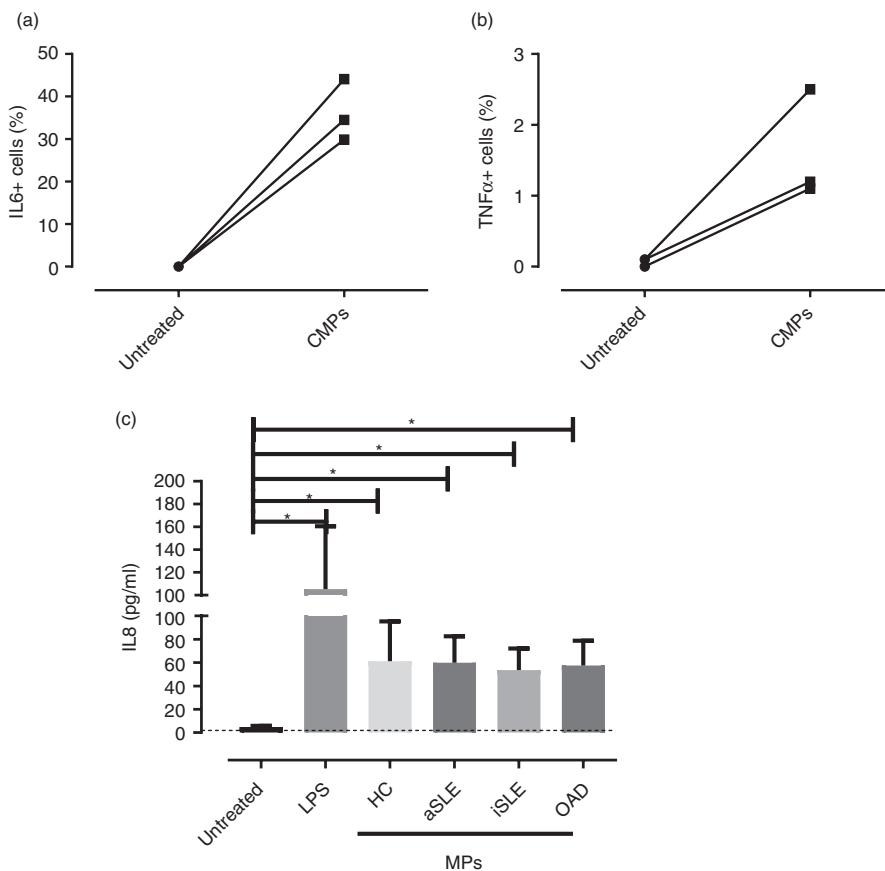 (a)
IL6+ cells (%)
50
40
30
20
10
0
Untreated
CMPs
(b)
TNFα+ cells (%)
3
2
1
0
Untreated
CMPs
(c)
*
*
*
*
*
IL8 (pg/ml)
200
180
160
140
120
100
100
80
60
40
20
0
Untreated
LPS
HC
aSLE
iSLE
OAD
MPs